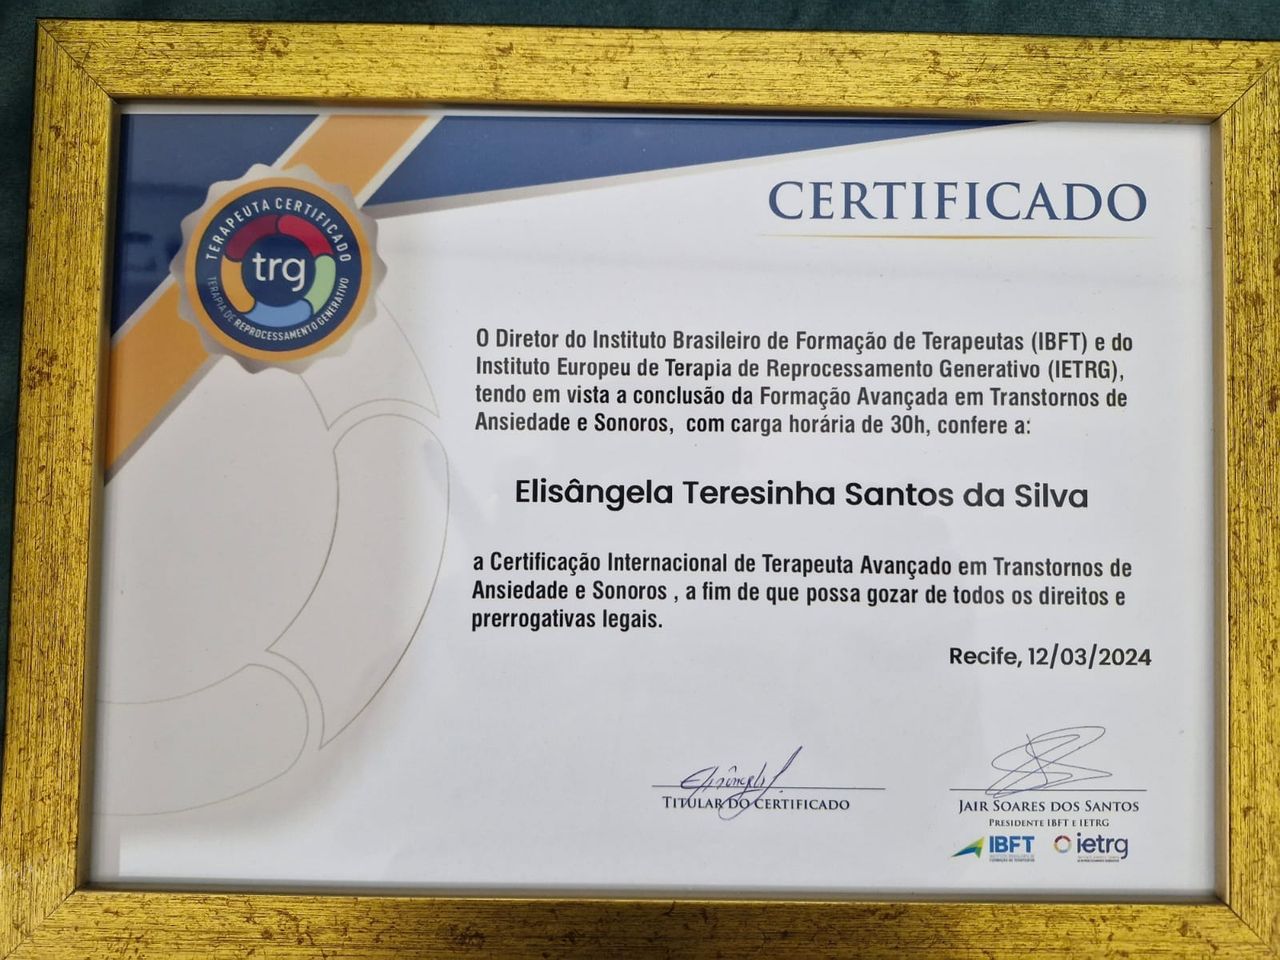 TERAPEUTA CERTIFICADO
trg
TERAPIA DE REPROCESSAMENTO GENERATIVO
CERTIFICADO
O Diretor do Instituto Brasileiro de Formação de Terapeutas (IBFT) e do
Instituto Europeu de Terapia de Reprocessamento Generativo (IETRG),
tendo em vista a conclusão da Formação Avançada em Transtornos de
Ansiedade e Sonoros, com carga horária de 30h, confere a:
Elisângela Teresinha Santos da Silva
a Certificação Internacional de Terapeuta Avançado em Transtornos de
Ansiedade e Sonoros , a fim de que possa gozar de todos os direitos e
prerrogativas legais.
Recife, 12/03/2024
TITULAR DO CERTIFICADO
JAIR SOARES DOS SANTOS
PRESIDENTE IBFT E IETRG
IBFT
ietrg